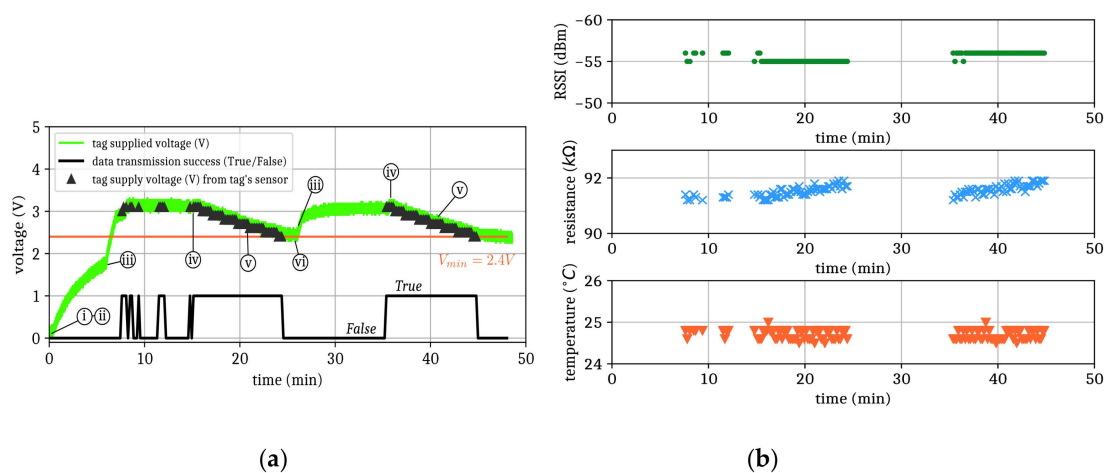 5
4
3
2
1
0
voltage (V)
tag supplied voltage (V)
data transmission success (True/False)
tag supply voltage (V) from tag's sensor
iii
iv
v
iii
iv
v
vi
V_min = 2.4V
i - ii
True
False
0 10 20 30 40 50
time (min)
(a)
−60
−55
−50
RSSI (dBm)
0 10 20 30 40 50
time (min)
92
90
resistance (kΩ)
0 10 20 30 40 50
time (min)
26
25
24
temperature (°C)
0 10 20 30 40 50
time (min)
(b)